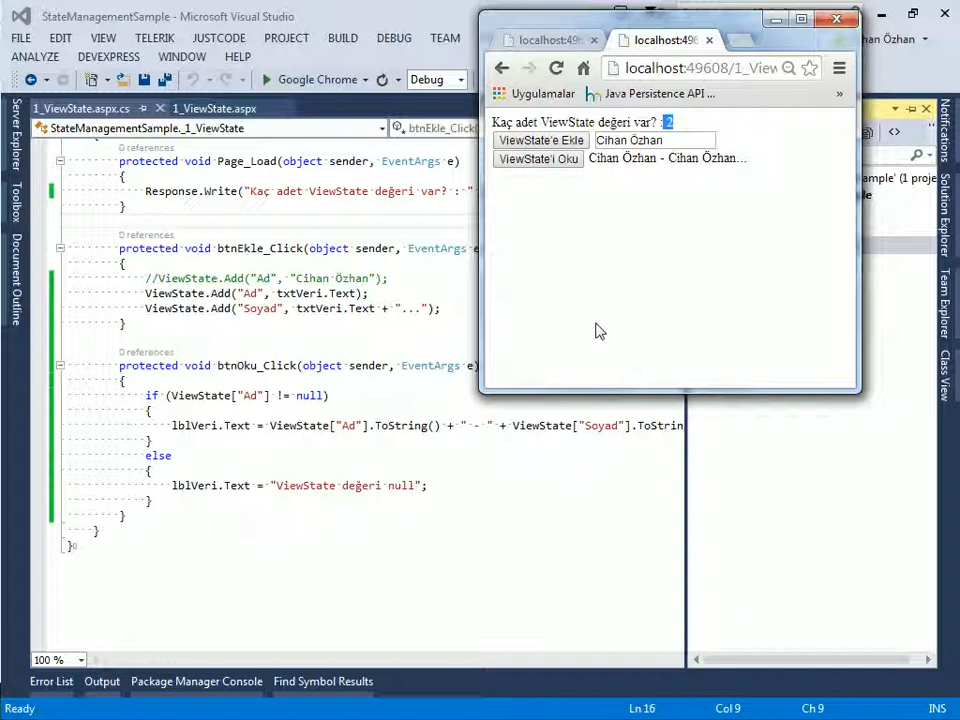 StateManagementSample - Microsoft Visual Studio
FILE EDIT VIEW TELERIK JUSTCODE PROJECT BUILD DEBUG TEAM
ANALYZE DEVEXPRESS WINDOW HELP
Özhan
Google Chrome Debug
1_ViewState.aspx.cs 1_ViewState.aspx
StateManagementSample._1_ViewState btnEkle_Click(
protected void Page_Load(object sender, EventArgs e)
{
Response.Write("Kaç adet ViewState değeri var? : "
}
0 references
protected void btnEkle_Click(object sender, EventArgs e
{
//ViewState.Add("Ad", "Cihan Özhan");
ViewState.Add("Ad", txtVeri.Text);
ViewState.Add("Soyad", txtVeri.Text + "...");
}
0 references
protected void btnOku_Click(object sender, EventArgs e)
{
if (ViewState["Ad"] != null)
{
lblVeri.Text = ViewState["Ad"].ToString() + " - " + ViewState["Soyad"].ToStrin
}
else
{
lblVeri.Text = "ViewState değeri null";
}
}
}
}
100 %
Error List Output Package Manager Console Find Symbol Results
Ready Ln 16 Col 9 Ch 9 INS
Server Explorer
Toolbox
Document Outline
localhost:49 localhost:496
localhost:49608/1_View
Uygulamalar Java Persistence API ... »
Kaç adet ViewState değeri var? : 2
ViewState'e Ekle Cihan Özhan
ViewState'i Oku Cihan Özhan - Cihan Özhan...
' (1 proje
Notifications
Solution Explorer
Team Explorer
Class View